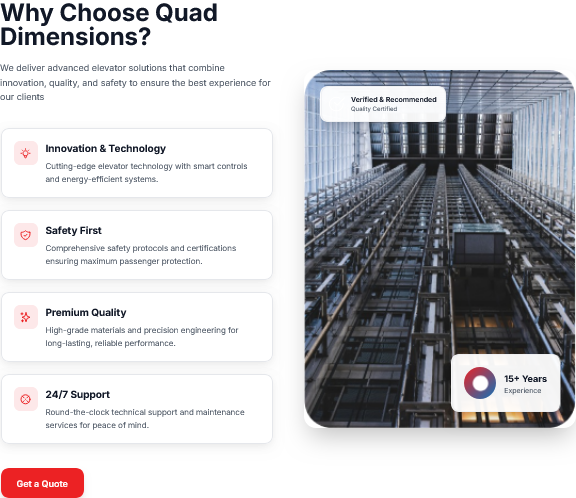 Why Choose Quad
Dimensions?
We deliver advanced elevator solutions that combine
innovation, quality, and safety to ensure the best experience for
our clients
Innovation & Technology
Cutting-edge elevator technology with smart controls
and energy-efficient systems.
Safety First
Comprehensive safety protocols and certifications
ensuring maximum passenger protection.
Premium Quality
High-grade materials and precision engineering for
long-lasting, reliable performance.
24/7 Support
Round-the-clock technical support and maintenance
services for peace of mind.
Get a Quote
Verified & Recommended
Quality Certified
15+ Years
Experience